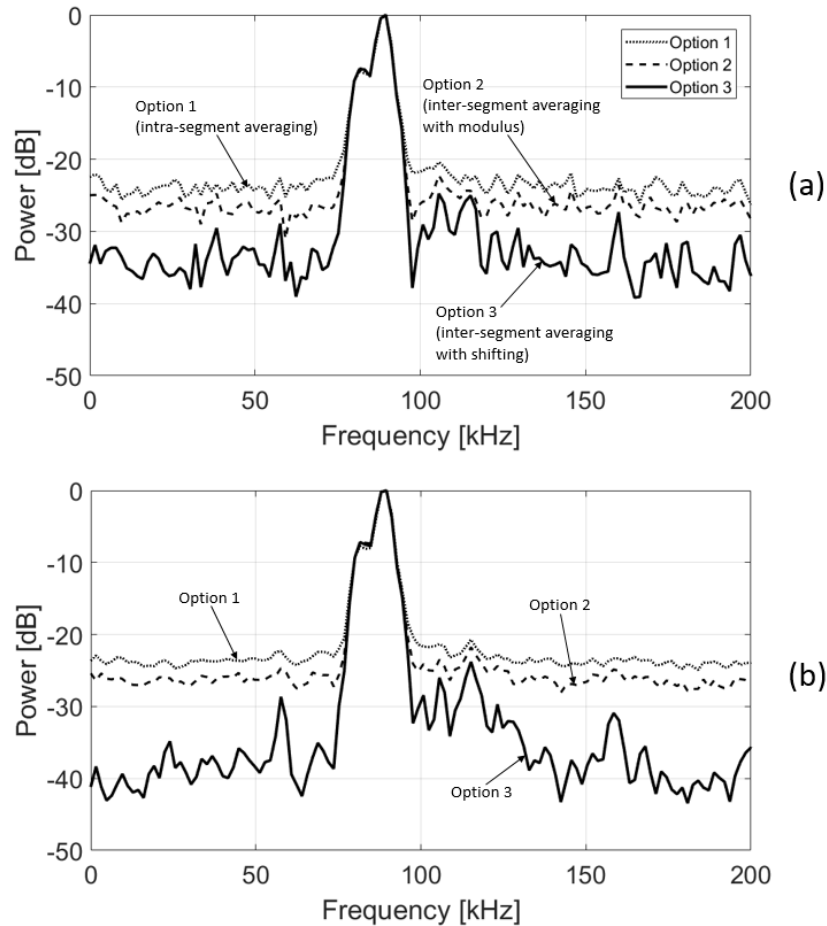 0
-10
-20
-30
-40
-50
Power [dB]
Option 1
Option 2
Option 3
Option 1
(intra-segment averaging)
Option 2
(inter-segment averaging
with modulus)
Option 3
(inter-segment averaging
with shifting)
(a)
0 50 100 150 200
Frequency [kHz]
0
-10
-20
-30
-40
-50
Power [dB]
Option 1
Option 2
Option 3
(b)
0 50 100 150 200
Frequency [kHz]